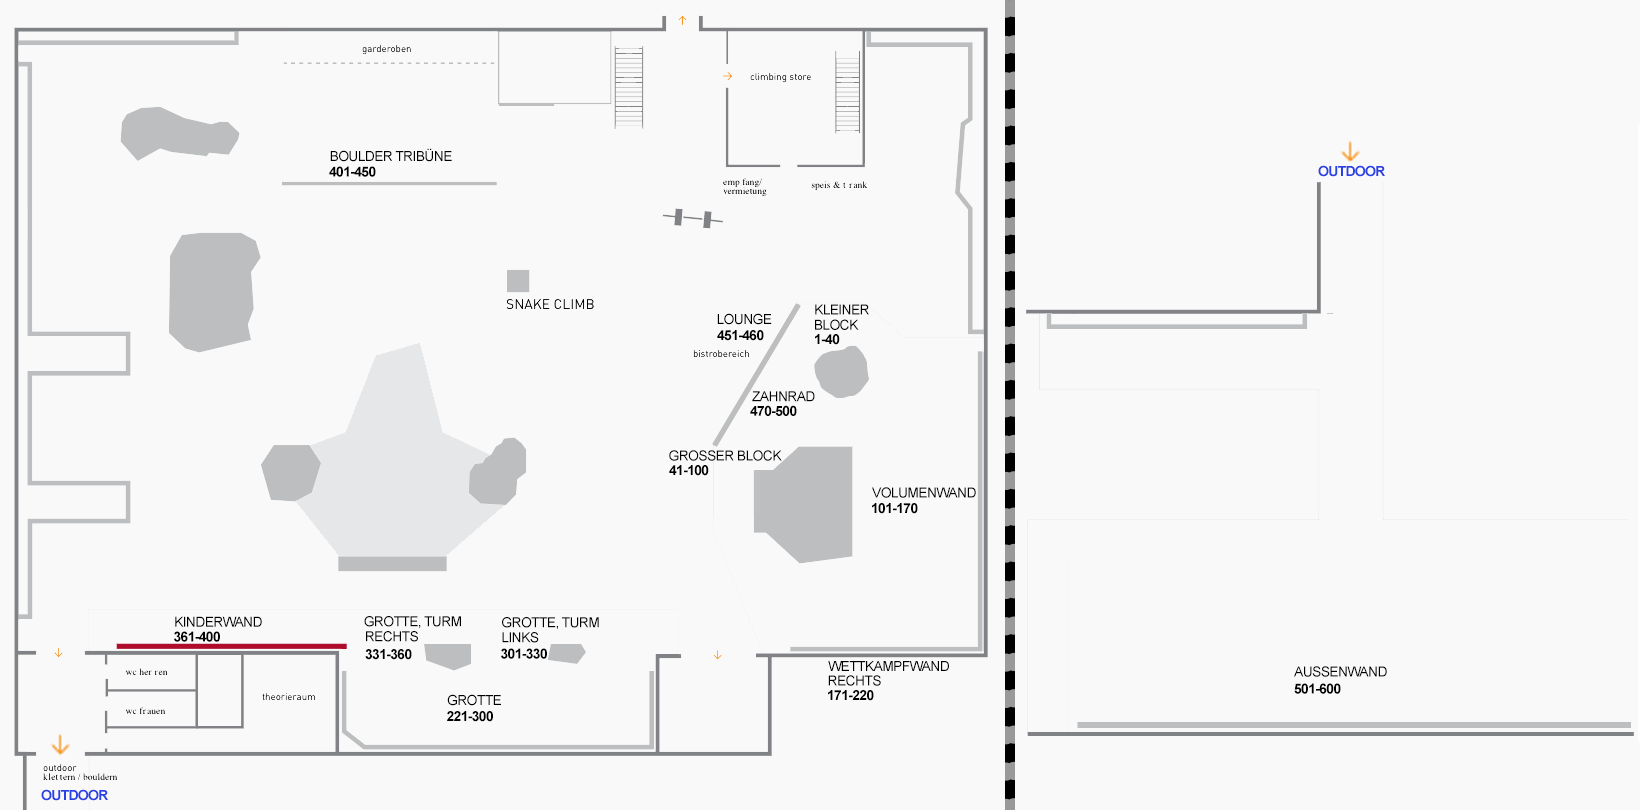 garderoben
climbing store
BOULDER TRIBÜNE
401-450
emp fang/
vermietung
speis & t rank
SNAKE CLIMB
LOUNGE
451-460
bistrobereich
KLEINER
BLOCK
1-40
ZAHNRAD
470-500
GROSSER BLOCK
41-100
VOLUMENWAND
101-170
KINDERWAND
361-400
GROTTE, TURM
RECHTS
331-360
GROTTE, TURM
LINKS
301-330
wc her ren
wc frauen
theorieraum
GROTTE
221-300
WETTKAMPFWAND
RECHTS
171-220
outdoor
klettern / bouldern
OUTDOOR
OUTDOOR
AUSSENWAND
501-600